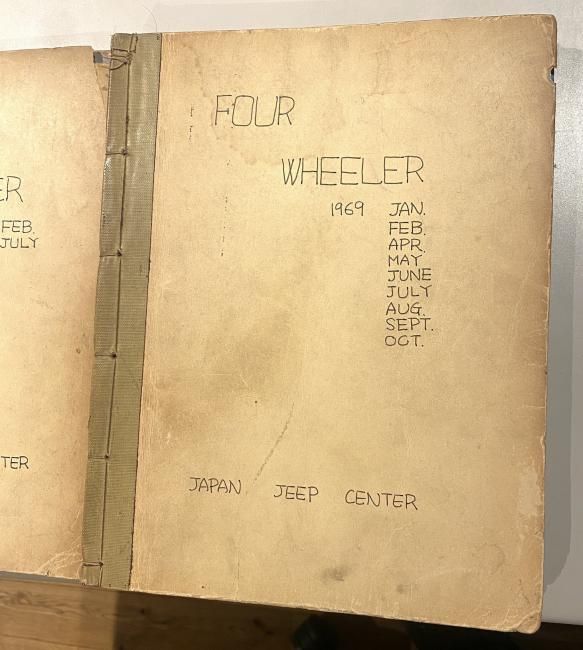 ER
FEB.
JULY
TER
FOUR
WHEELER
1969 JAN.
FEB.
APR.
MAY
JUNE
JULY
AUG.
SEPT.
OCT.
JAPAN JEEP CENTER